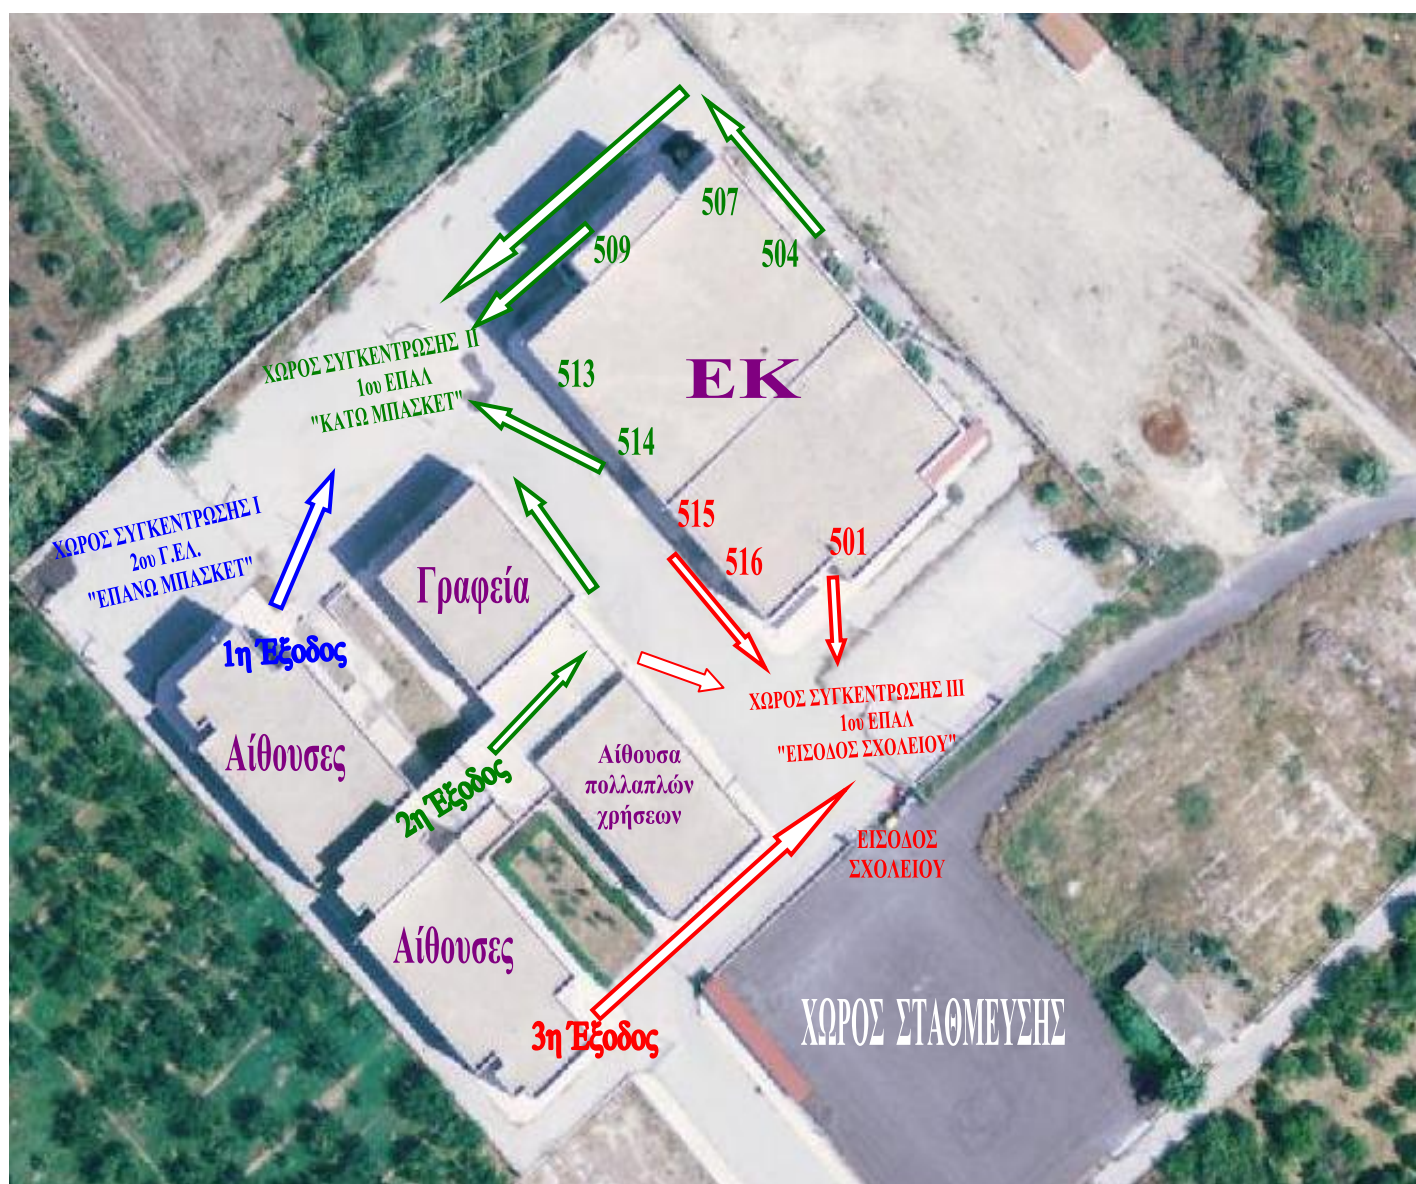 507
509
504
ΧΩΡΟΣ ΣΥΓΚΕΝΤΡΩΣΗΣ II
1ου ΕΠΑΛ
"ΚΑΤΩ ΜΠΑΣΚΕΤ"
513
ΕΚ
514
ΧΩΡΟΣ ΣΥΓΚΕΝΤΡΩΣΗΣ Ι
2ου Γ.ΕΛ.
"ΕΠΑΝΩ ΜΠΑΣΚΕΤ"
515
501
516
Γραφεία
1η Έξοδος
ΧΩΡΟΣ ΣΥΓΚΕΝΤΡΩΣΗΣ ΙΙΙ
1ου ΕΠΑΛ
"ΕΙΣΟΔΟΣ ΣΧΟΛΕΙΟΥ"
Αίθουσες
Αίθουσα
πολλαπλών
χρήσεων
2η Έξοδος
ΕΙΣΟΔΟΣ
ΣΧΟΛΕΙΟΥ
Αίθουσες
ΧΩΡΟΣ ΣΤΑΘΜΕΥΣΗΣ
3η Έξοδος